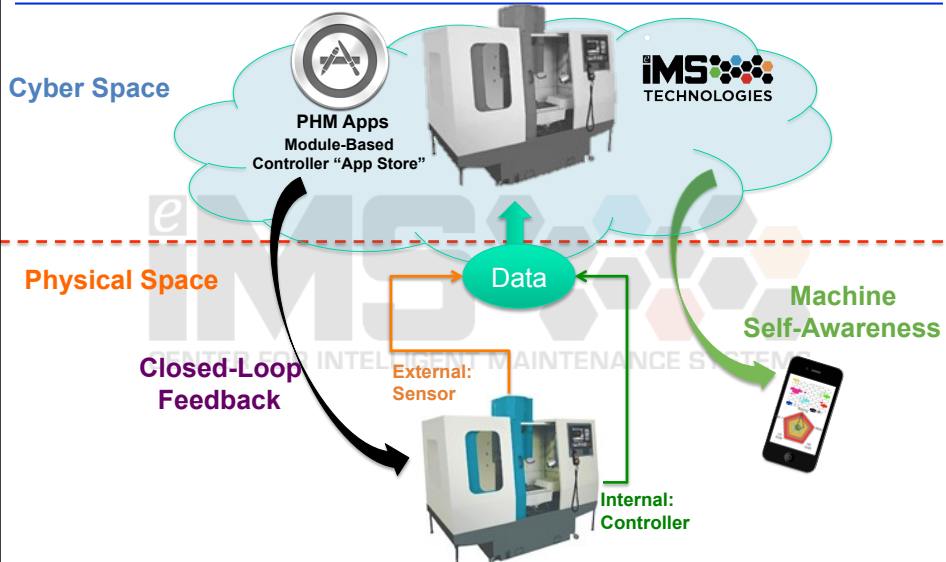 Cyber Space
PHM Apps
Module-Based
Controller “App Store”
e
iMS
TECHNOLOGIES
Physical Space
Data
e
iMS
CENTER FOR INTELLIGENT MAINTENANCE SYSTEMS
Machine
Self-Awareness
Closed-Loop
Feedback
External:
Sensor
Internal:
Controller